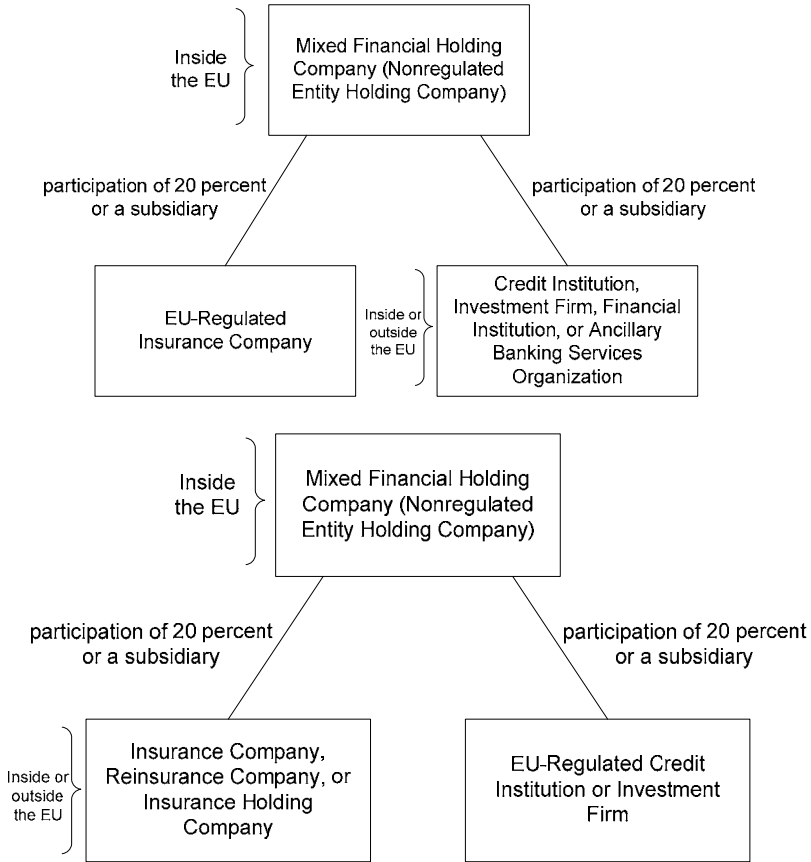 Inside
the EU
Mixed Financial Holding
Company (Nonregulated
Entity Holding Company)
participation of 20 percent
or a subsidiary
participation of 20 percent
or a subsidiary
EU-Regulated
Insurance Company
Inside or
outside
the EU
Credit Institution,
Investment Firm, Financial
Institution, or Ancillary
Banking Services
Organization
Inside
the EU
Mixed Financial Holding
Company (Nonregulated
Entity Holding Company)
participation of 20 percent
or a subsidiary
participation of 20 percent
or a subsidiary
Inside or
outside
the EU
Insurance Company,
Reinsurance Company, or
Insurance Holding
Company
EU-Regulated Credit
Institution or Investment
Firm